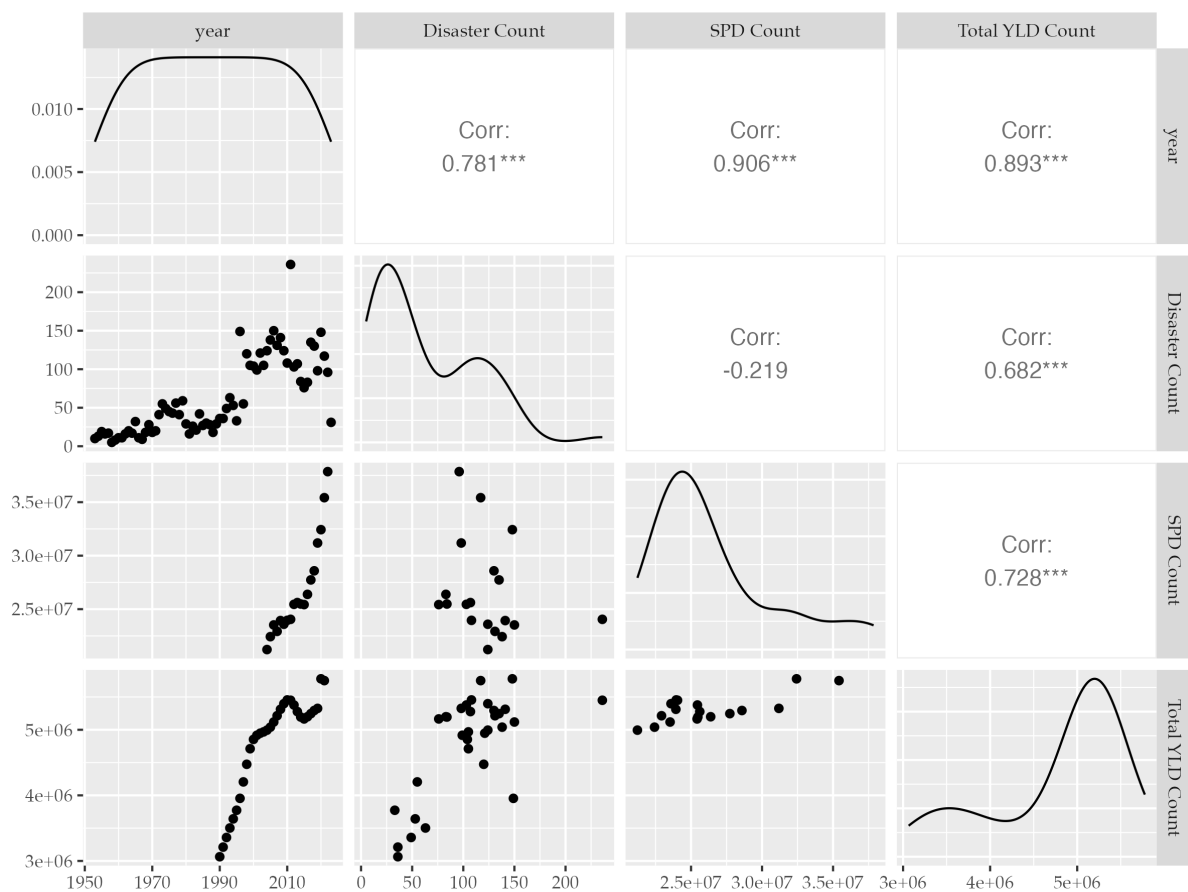 year
Disaster Count
SPD Count
Total YLD Count
0.010
0.005
0.000
Corr:
0.781***
Corr:
0.906***
Corr:
0.893***
year
200
150
100
50
0
Corr:
-0.219
Corr:
0.682***
Disaster Count
3.5e+07
3.0e+07
2.5e+07
Corr:
0.728***
SPD Count
5e+06
4e+06
3e+06
Total YLD Count
1950 1970 1990 2010
0 50 100 150 200
2.5e+07 3.0e+07 3.5e+07
3e+06 4e+06 5e+06